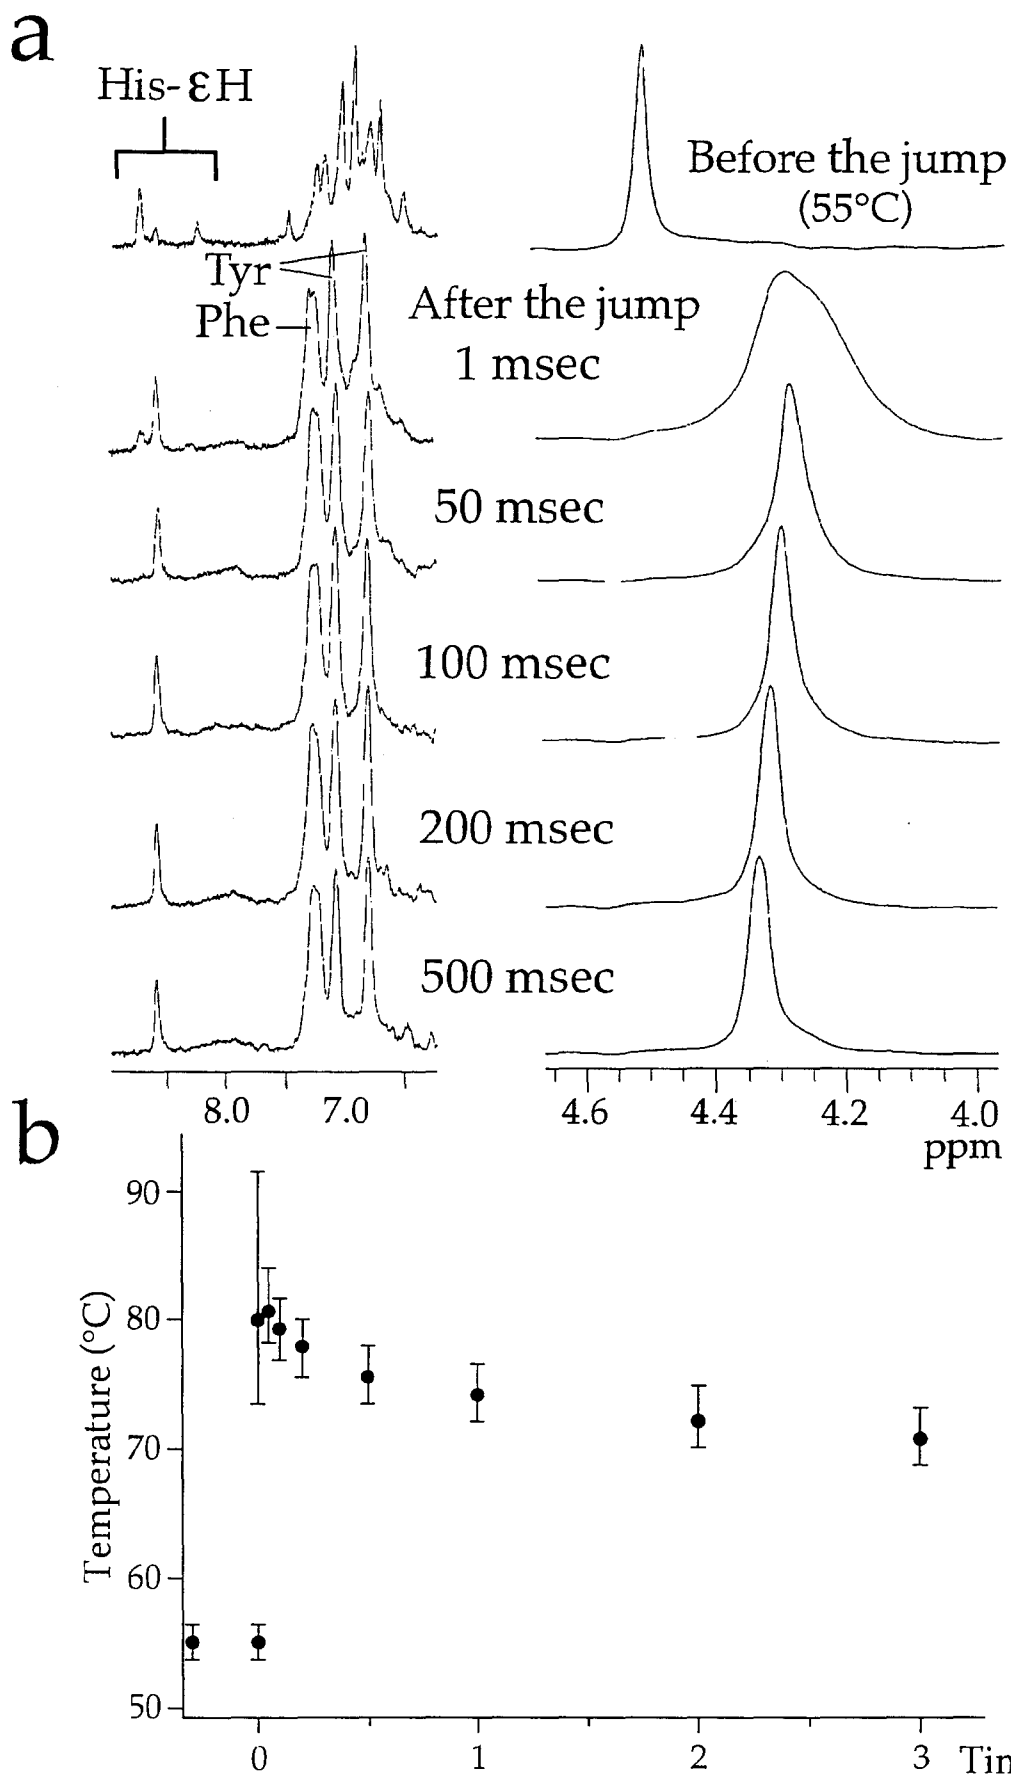 a
His-εH
Before the jump
(55°C)
Tyr
Phe
After the jump
1 msec
50 msec
100 msec
200 msec
500 msec
8.0 7.0
4.6 4.4 4.2 4.0
ppm
b
Temperature (°C)
90
80
70
60
50
0 1 2 3 Tin